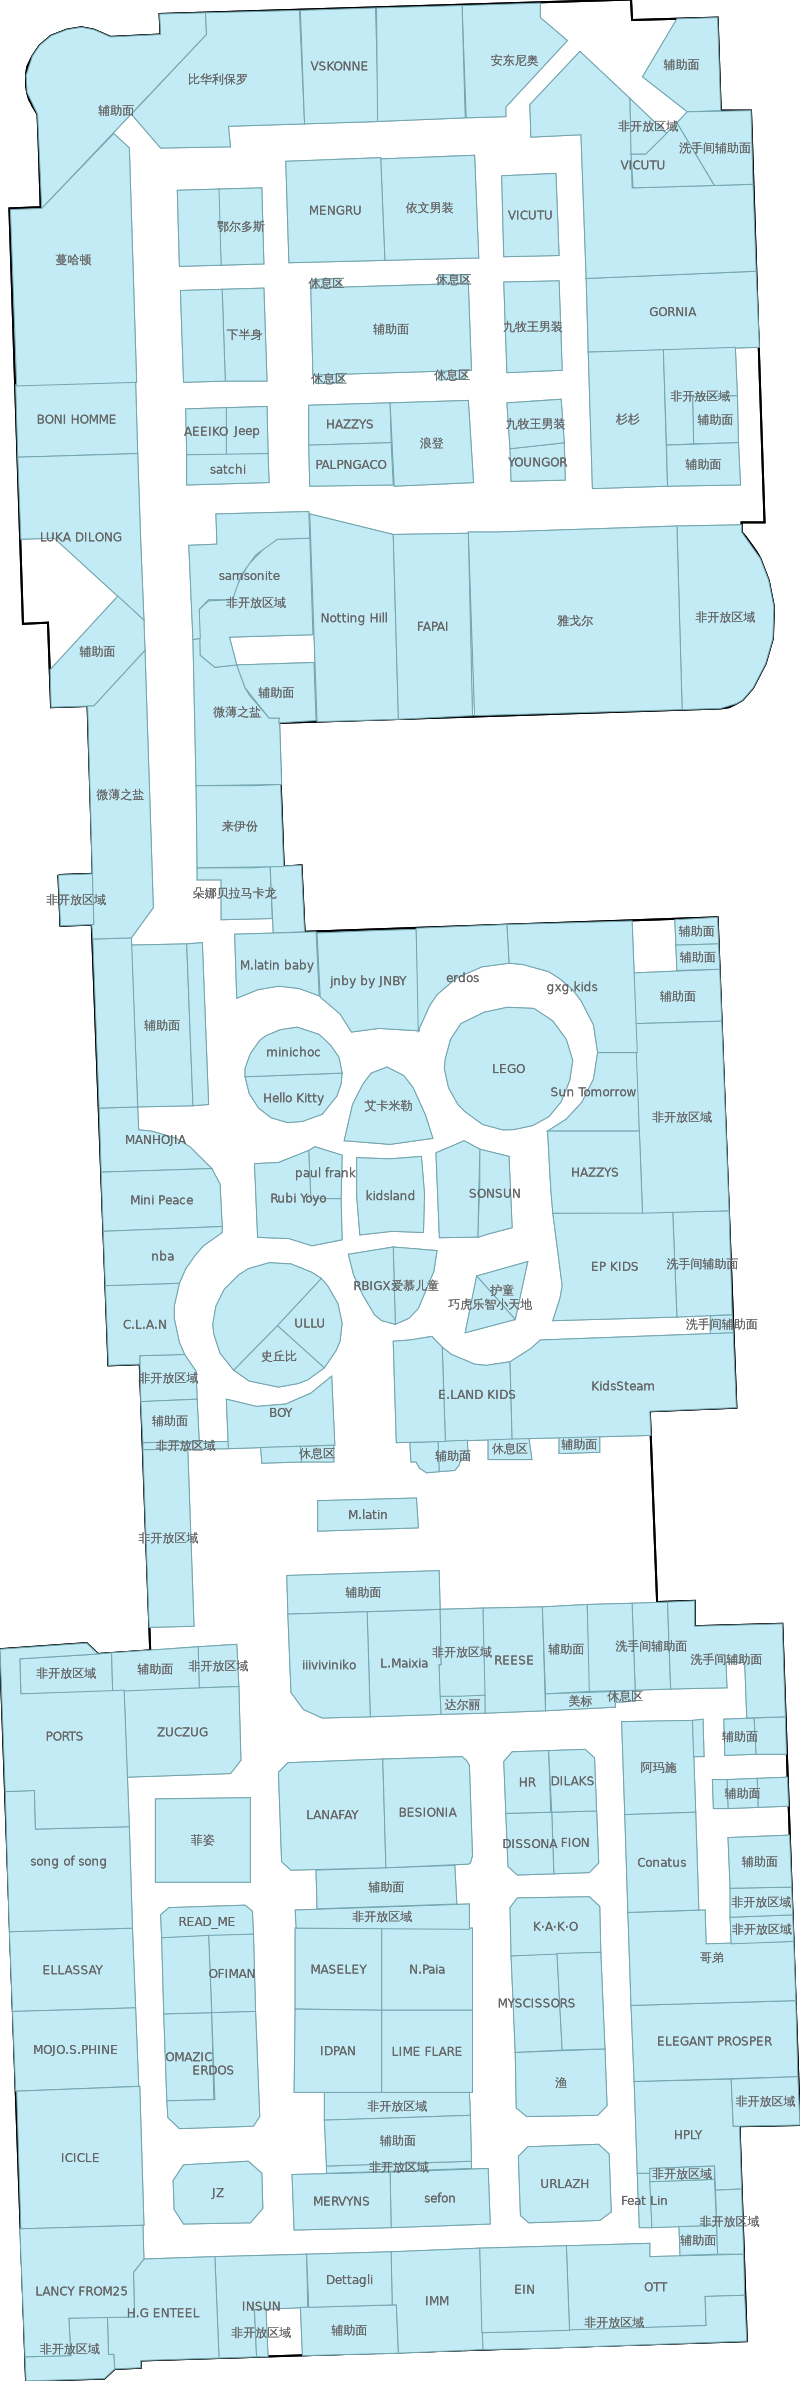 比华利保罗
VSKONNE
安东尼奥
辅助面
辅助面
非开放区域
洗手间辅助面
VICUTU
MENGRU
依文男装
VICUTU
鄂尔多斯
蔓哈顿
休息区
休息区
GORNIA
下半身
辅助面
九牧王男装
休息区
休息区
非开放区域
BONI HOMME
AEEIKO
Jeep
HAZZYS
浪登
九牧王男装
杉杉
辅助面
satchi
PALPNGACO
YOUNGOR
辅助面
LUKA DILONG
samsonite
非开放区域
Notting Hill
FAPAI
雅戈尔
非开放区域
辅助面
辅助面
微薄之盐
微薄之盐
来伊份
非开放区域
朵娜贝拉马卡龙
辅助面
辅助面
M.latin baby
jnby by JNBY
erdos
gxg.kids
辅助面
辅助面
minichoc
LEGO
Hello Kitty
艾卡米勒
Sun Tomorrow
非开放区域
MANHOJIA
paul frank
HAZZYS
Mini Peace
Rubi Yoyo
kidsland
SONSUN
nba
RBIGX
爱慕儿童
护童
EP KIDS
洗手间辅助面
巧虎乐智小天地
C.L.A.N
ULLU
洗手间辅助面
史丘比
非开放区域
E.LAND KIDS
KidsSteam
辅助面
BOY
非开放区域
休息区
辅助面
休息区
辅助面
M.latin
非开放区域
辅助面
非开放区域
辅助面
非开放区域
iiiviviniko
L.Maixia
非开放区域
REESE
辅助面
洗手间辅助面
洗手间辅助面
达尔丽
美标
休息区
PORTS
ZUCZUG
辅助面
阿玛施
HR
DILAKS
辅助面
LANAFAY
BESIONIA
菲姿
DISSONA
FION
song of song
Conatus
辅助面
辅助面
非开放区域
READ_ME
非开放区域
K·A·K·O
非开放区域
哥弟
ELLASSAY
OFIMAN
MASELEY
N.Paia
MYSCISSORS
MOJO.S.PHINE
OMAZIC
ERDOS
IDPAN
LIME FLARE
ELEGANT PROSPER
渔
非开放区域
非开放区域
HPLY
辅助面
ICICLE
非开放区域
非开放区域
JZ
MERVYNS
sefon
URLAZH
Feat Lin
非开放区域
辅助面
LANCY FROM25
H.G ENTEEL
INSUN
Dettagli
IMM
EIN
OTT
非开放区域
非开放区域
辅助面
非开放区域